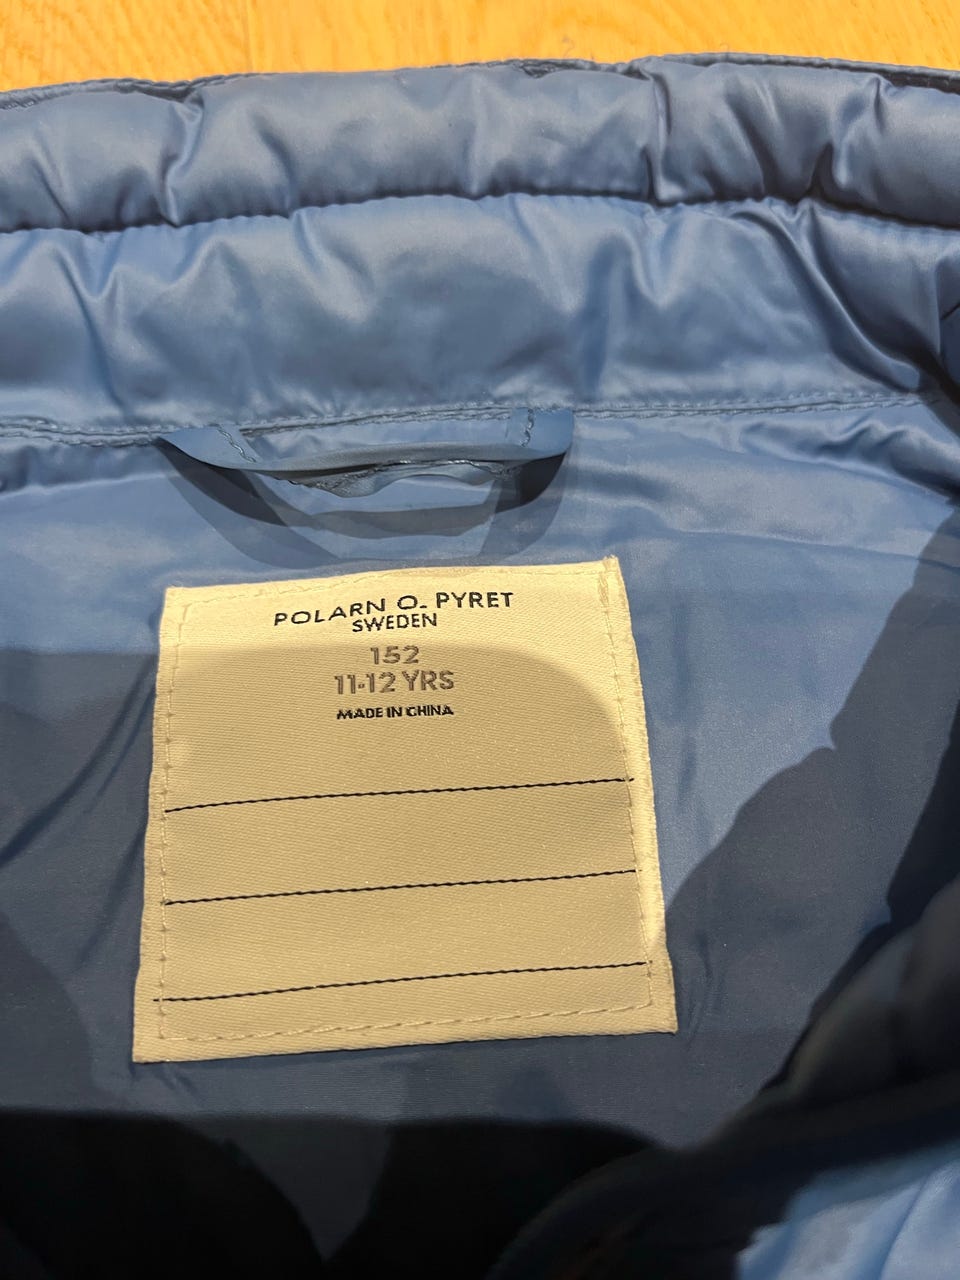 POLARN O. PYRET
SWEDEN
152
11-12 YRS
MADE IN CHINA